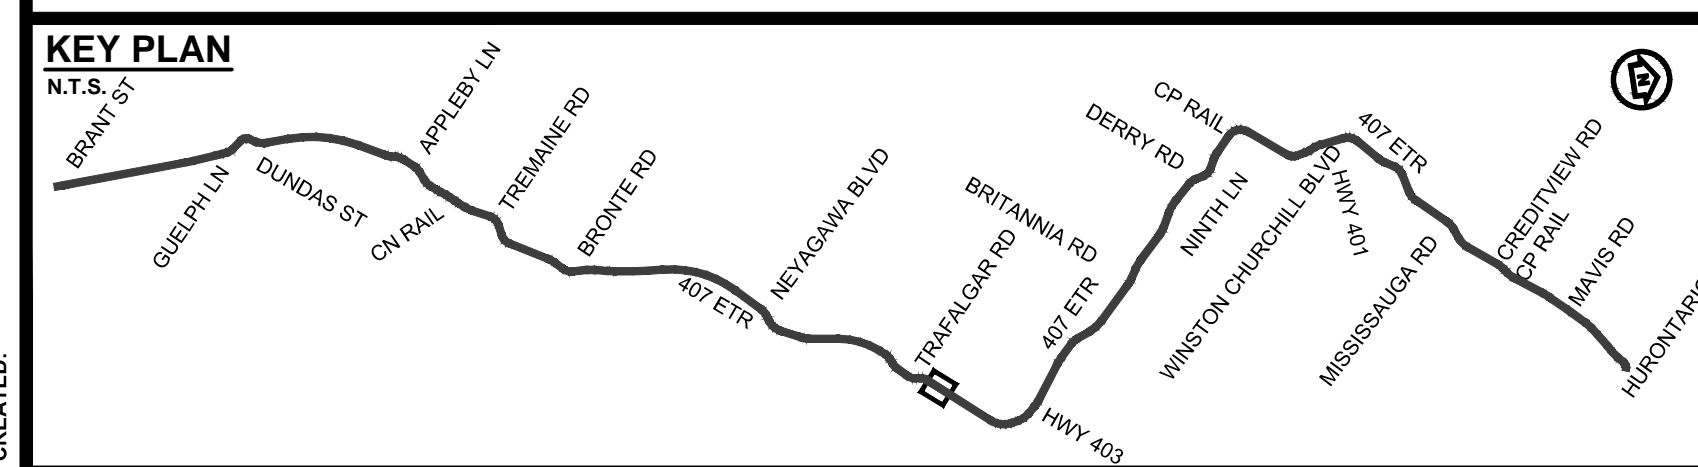 KEY PLAN
N.T.S.
BRANT ST
GUELPH LN
DUNDAS ST
CN RAIL
APPLEBY LN
TREMAINE RD
BRONTE RD
407 ETR
NEYAGAWA BLVD
TRAFALGAR RD
BRITANNIA RD
407 ETR
HWY 403
DERRY RD
CP RAIL
NINTH LN
WINSTON CHURCHILL BLVD
HWY 401
407 ETR
MISSISSAUGA RD
CREDITVIEW RD
CP RAIL
MAVIS RD
N
CREATED: